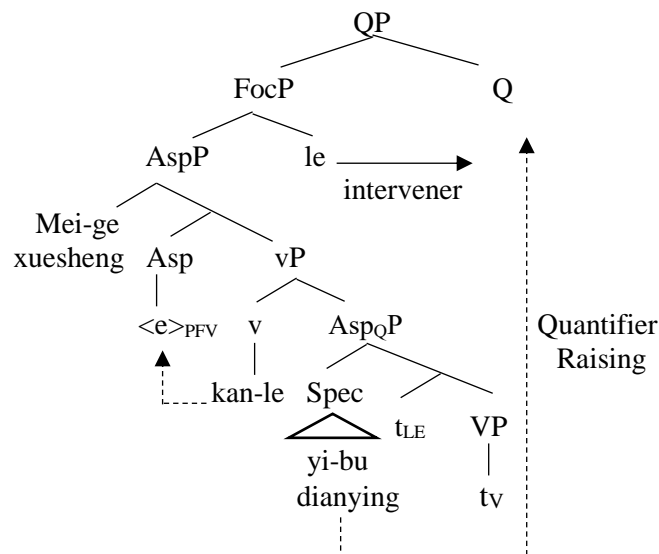 QP
FocP Q
AspP le
intervener
Mei-ge
xuesheng Asp vP
<e>PFV v AspQP Quantifier
Raising
kan-le Spec
tLE VP
yi-bu
dianying tV